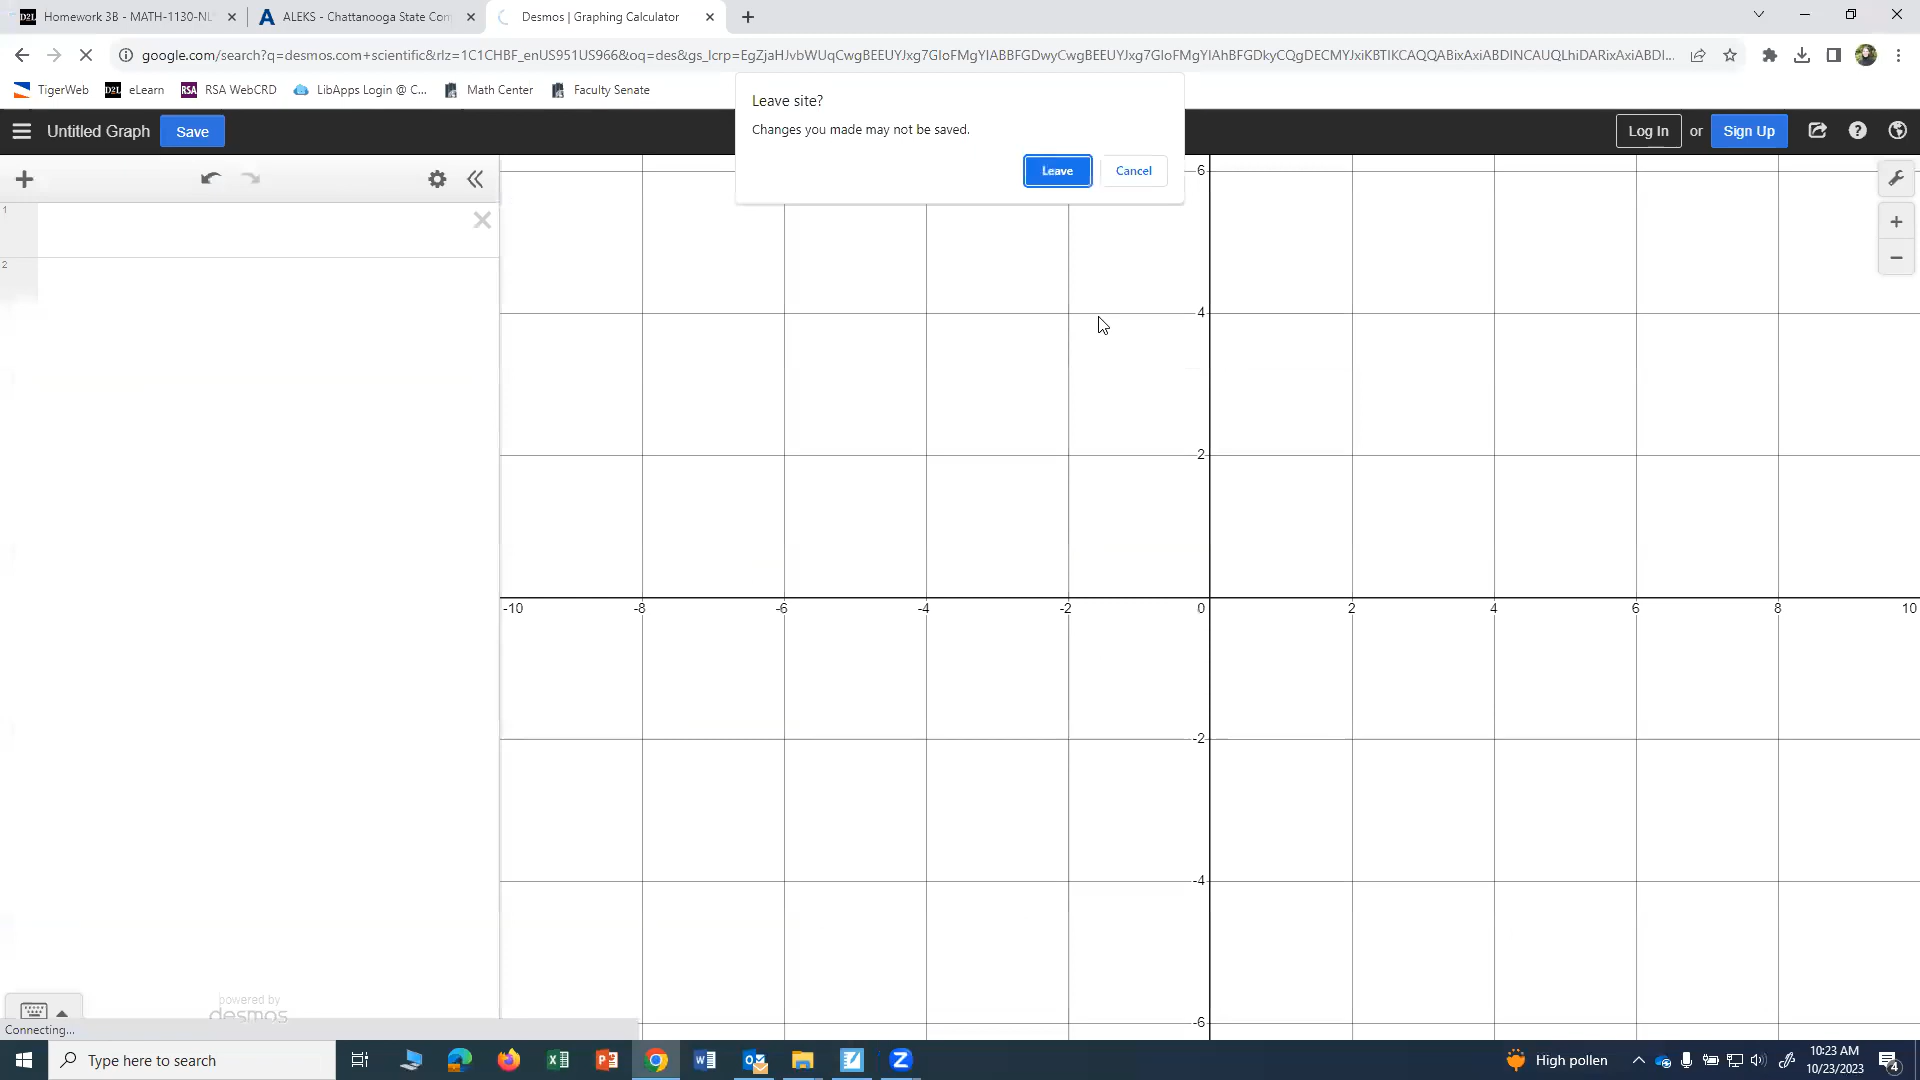 Homework 3B - MATH-1130-NL
ALEKS - Chattanooga State Com
Desmos | Graphing Calculator
google.com/search?q=desmos.com+scientific&rlz=1C1CHBF_enUS951US966&oq=des&gs_lcrp=EgZjaHJvbWUqCwgBEEUYJxg7GIoFMgYIABBFGDwyCwgBEEUYJxg7GIoFMgYIAhBFGDkyCQgDECMYJxiKBTIKCAQQABixAxiABDINCAUQLhiDARixAxiABDI...
TigerWeb
D2L eLearn
RSA RSA WebCRD
LibApps Login @ C...
Math Center
Faculty Senate
Leave site?
Changes you made may not be saved.
Leave
Cancel
Untitled Graph
Save
Log In
or
Sign Up
1
2
6
4
2
-10
-8
-6
-4
-2
0
2
4
6
8
10
-2
-4
-6
powered by
desmos
Connecting...
Type here to search
High pollen
10:23 AM
10/23/2023
4